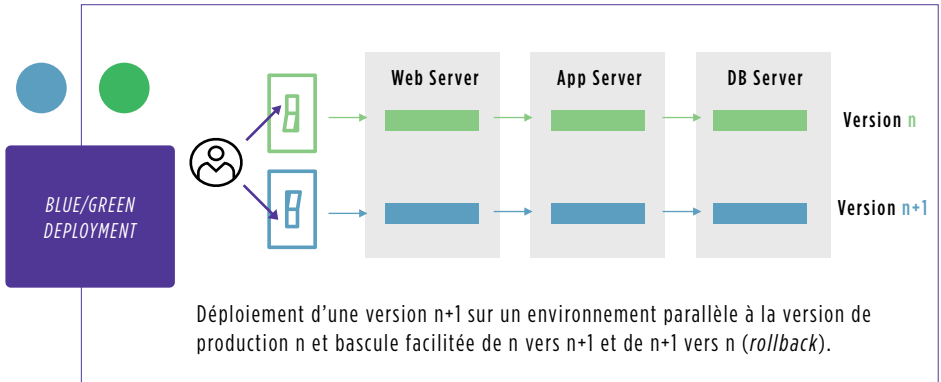 Web Server
App Server
DB Server
Version n
BLUE/GREEN
DEPLOYMENT
Version n+1
Déploiement d’une version n+1 sur un environnement parallèle à la version de
production n et bascule facilitée de n vers n+1 et de n+1 vers n (rollback).